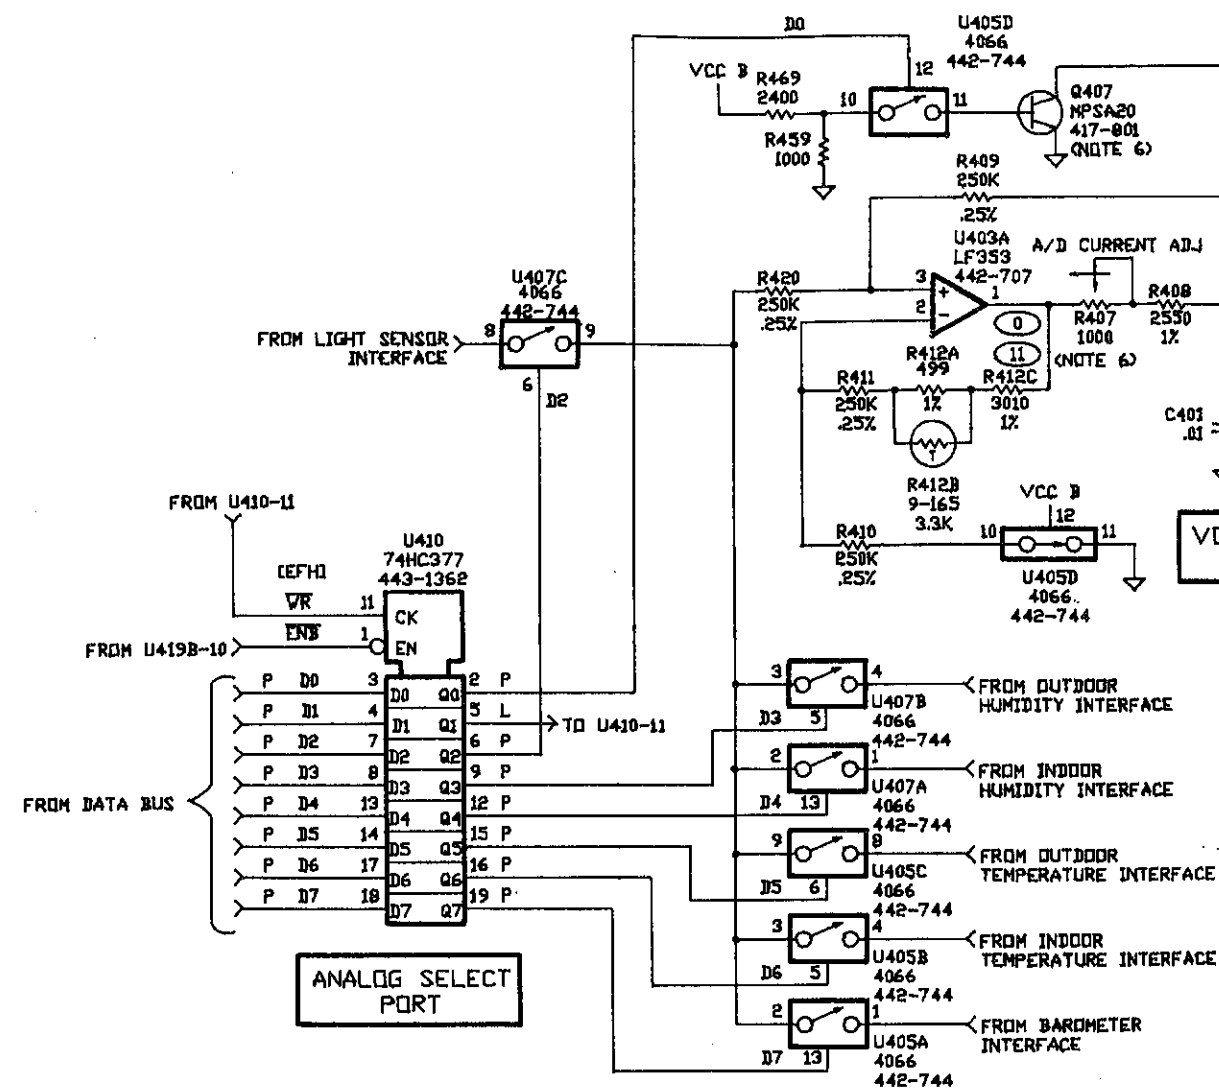 D0
U405D
4066
442-744
12
VCC B
R469
2400
10
11
Q407
MPSA20
417-801
(NOTE 6)
R459
1000
R409
250K
.25%
U403A
LF353
442-707
A/D CURRENT ADJ
U407C
4066
442-744
R420
250K
.25%
3
+
2
-
1
0
11
R407
1000
(NOTE 6)
R408
2550
1%
FROM LIGHT SENSOR
INTERFACE
8
9
6
D2
R412A
499
1%
R411
250K
.25%
R412C
3010
1%
T
R412B
9-165
3.3K
C401
.01
VCC B
12
10
11
U405D
4066
442-744
R410
250K
.25%
FROM U410-11
U410
74HC377
443-1362
[EFH]
WR
11
CK
FROM U419B-10
ENB
1
EN
FROM DATA BUS
P D0 3 D0 Q0 2 P
P D1 4 D1 Q1 5 L TO U410-11
P D2 7 D2 Q2 6 P
P D3 8 D3 Q3 9 P
P D4 13 D4 Q4 12 P
P D5 14 D5 Q5 15 P
P D6 17 D6 Q6 16 P
P D7 18 D7 Q7 19 P
ANALOG SELECT
PORT
3
4
D3 5
U407B
4066
442-744
FROM OUTDOOR
HUMIDITY INTERFACE
2
1
D4 13
U407A
4066
442-744
FROM INDOOR
HUMIDITY INTERFACE
9
8
D5 6
U405C
4066
442-744
FROM OUTDOOR
TEMPERATURE INTERFACE
3
4
D6 5
U405B
4066
442-744
FROM INDOOR
TEMPERATURE INTERFACE
2
1
D7 13
U405A
4066
442-744
FROM BAROMETER
INTERFACE